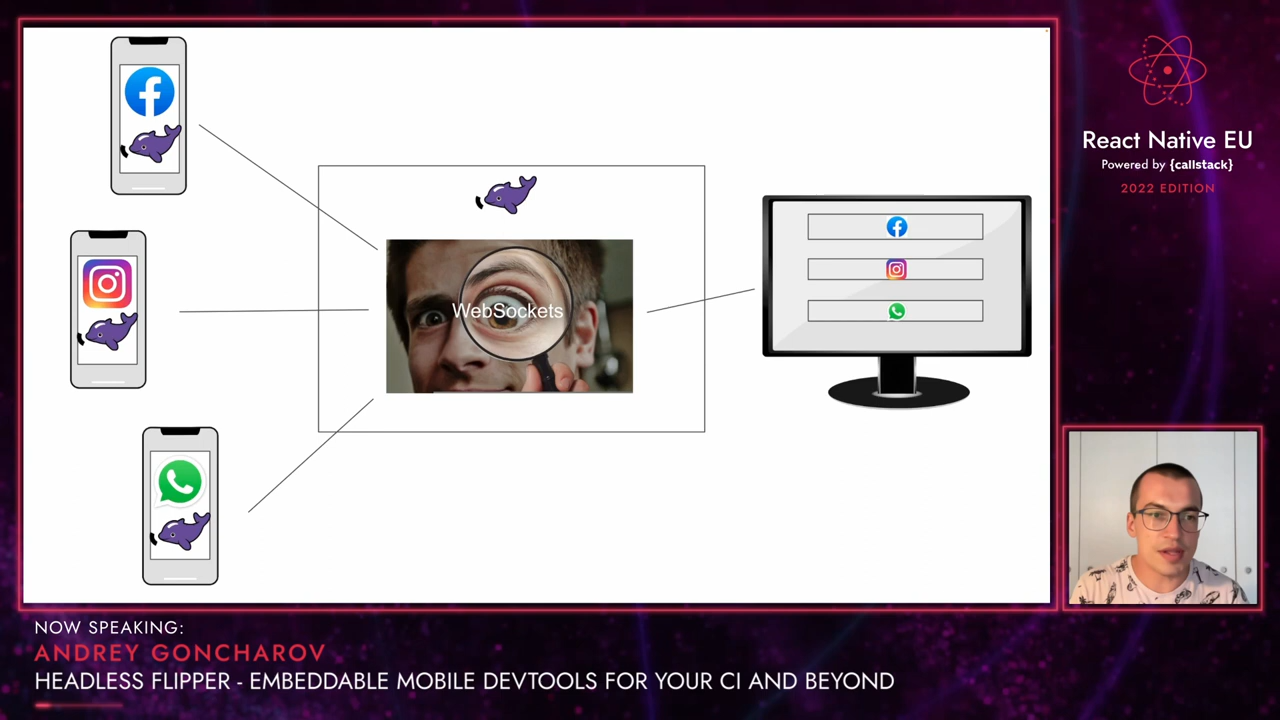 WebSockets
React Native EU
Powered by {callstack}
2022 EDITION
NOW SPEAKING:
ANDREY GONCHAROV
HEADLESS FLIPPER - EMBEDDABLE MOBILE DEVTOOLS FOR YOUR CI AND BEYOND